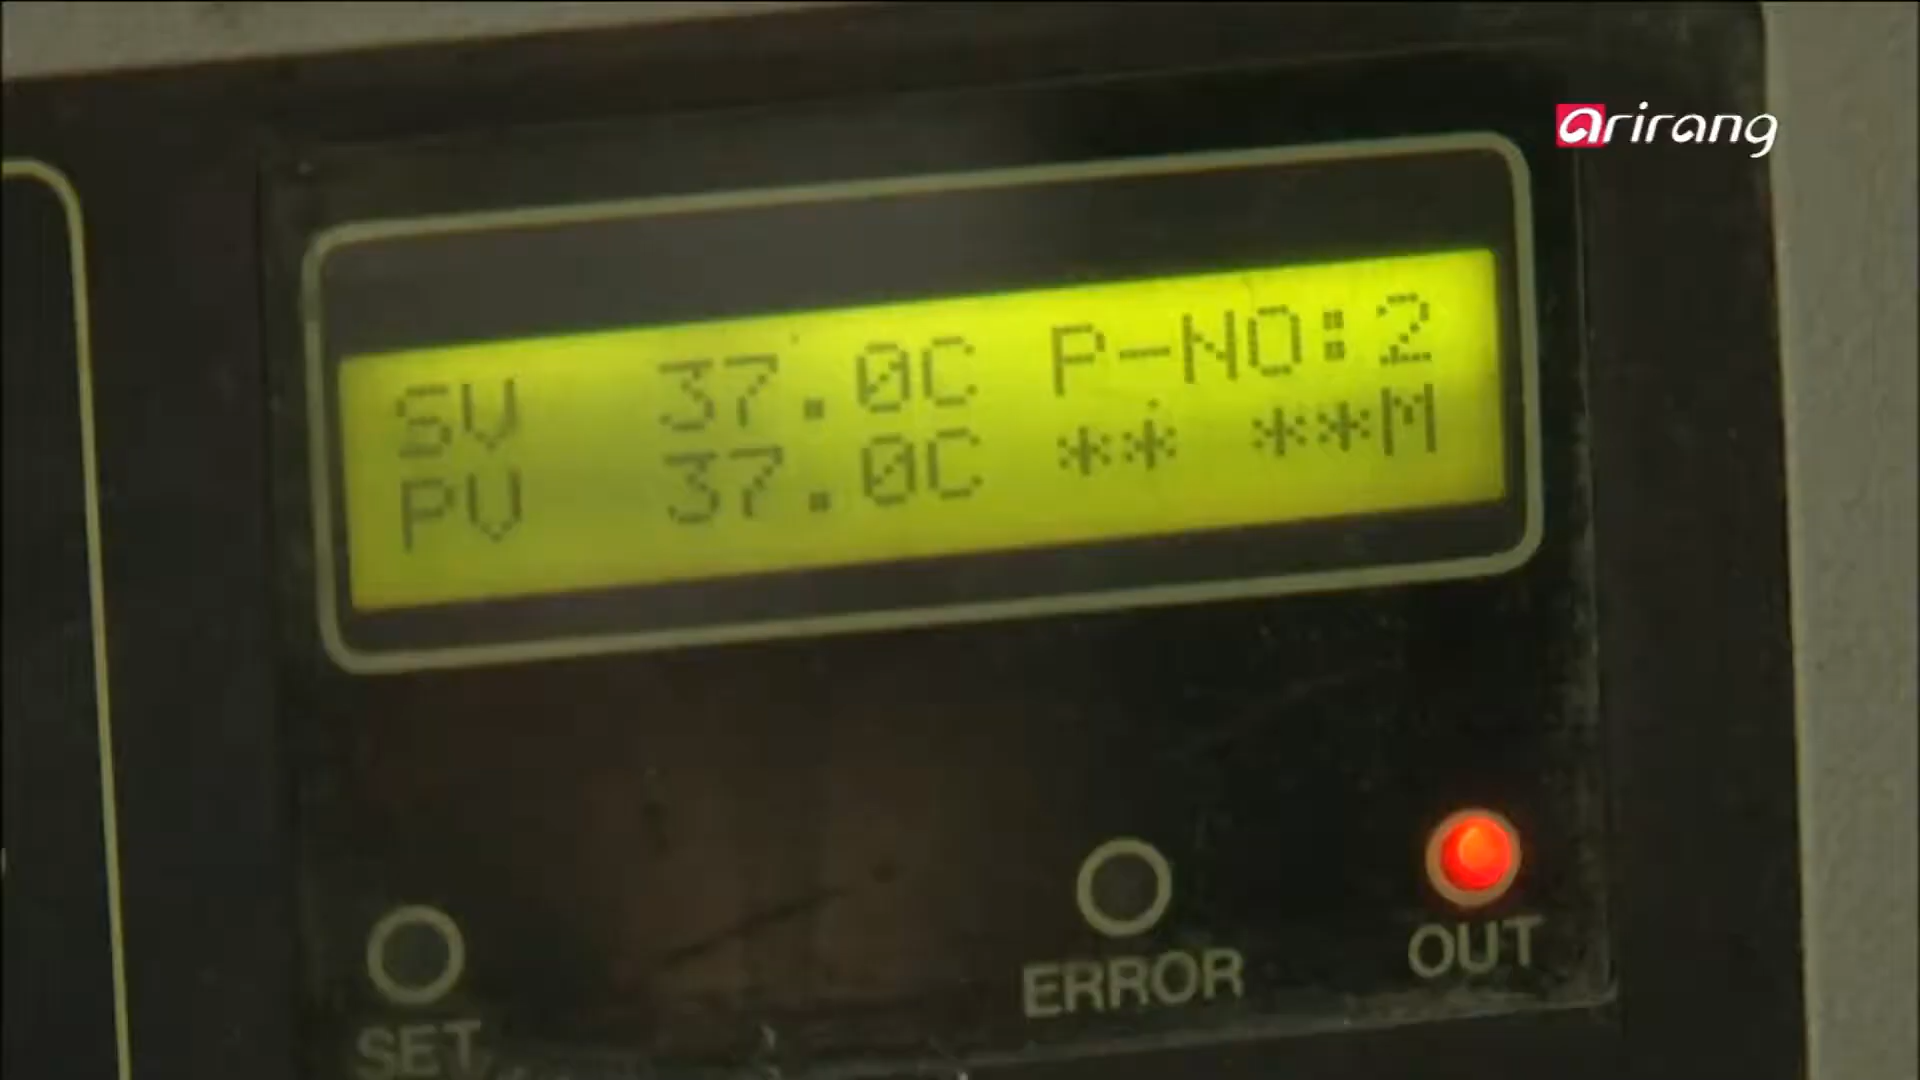 arirang
SV 37.0C P-NO:2
PV 37.0C ** **M
SET
ERROR
OUT